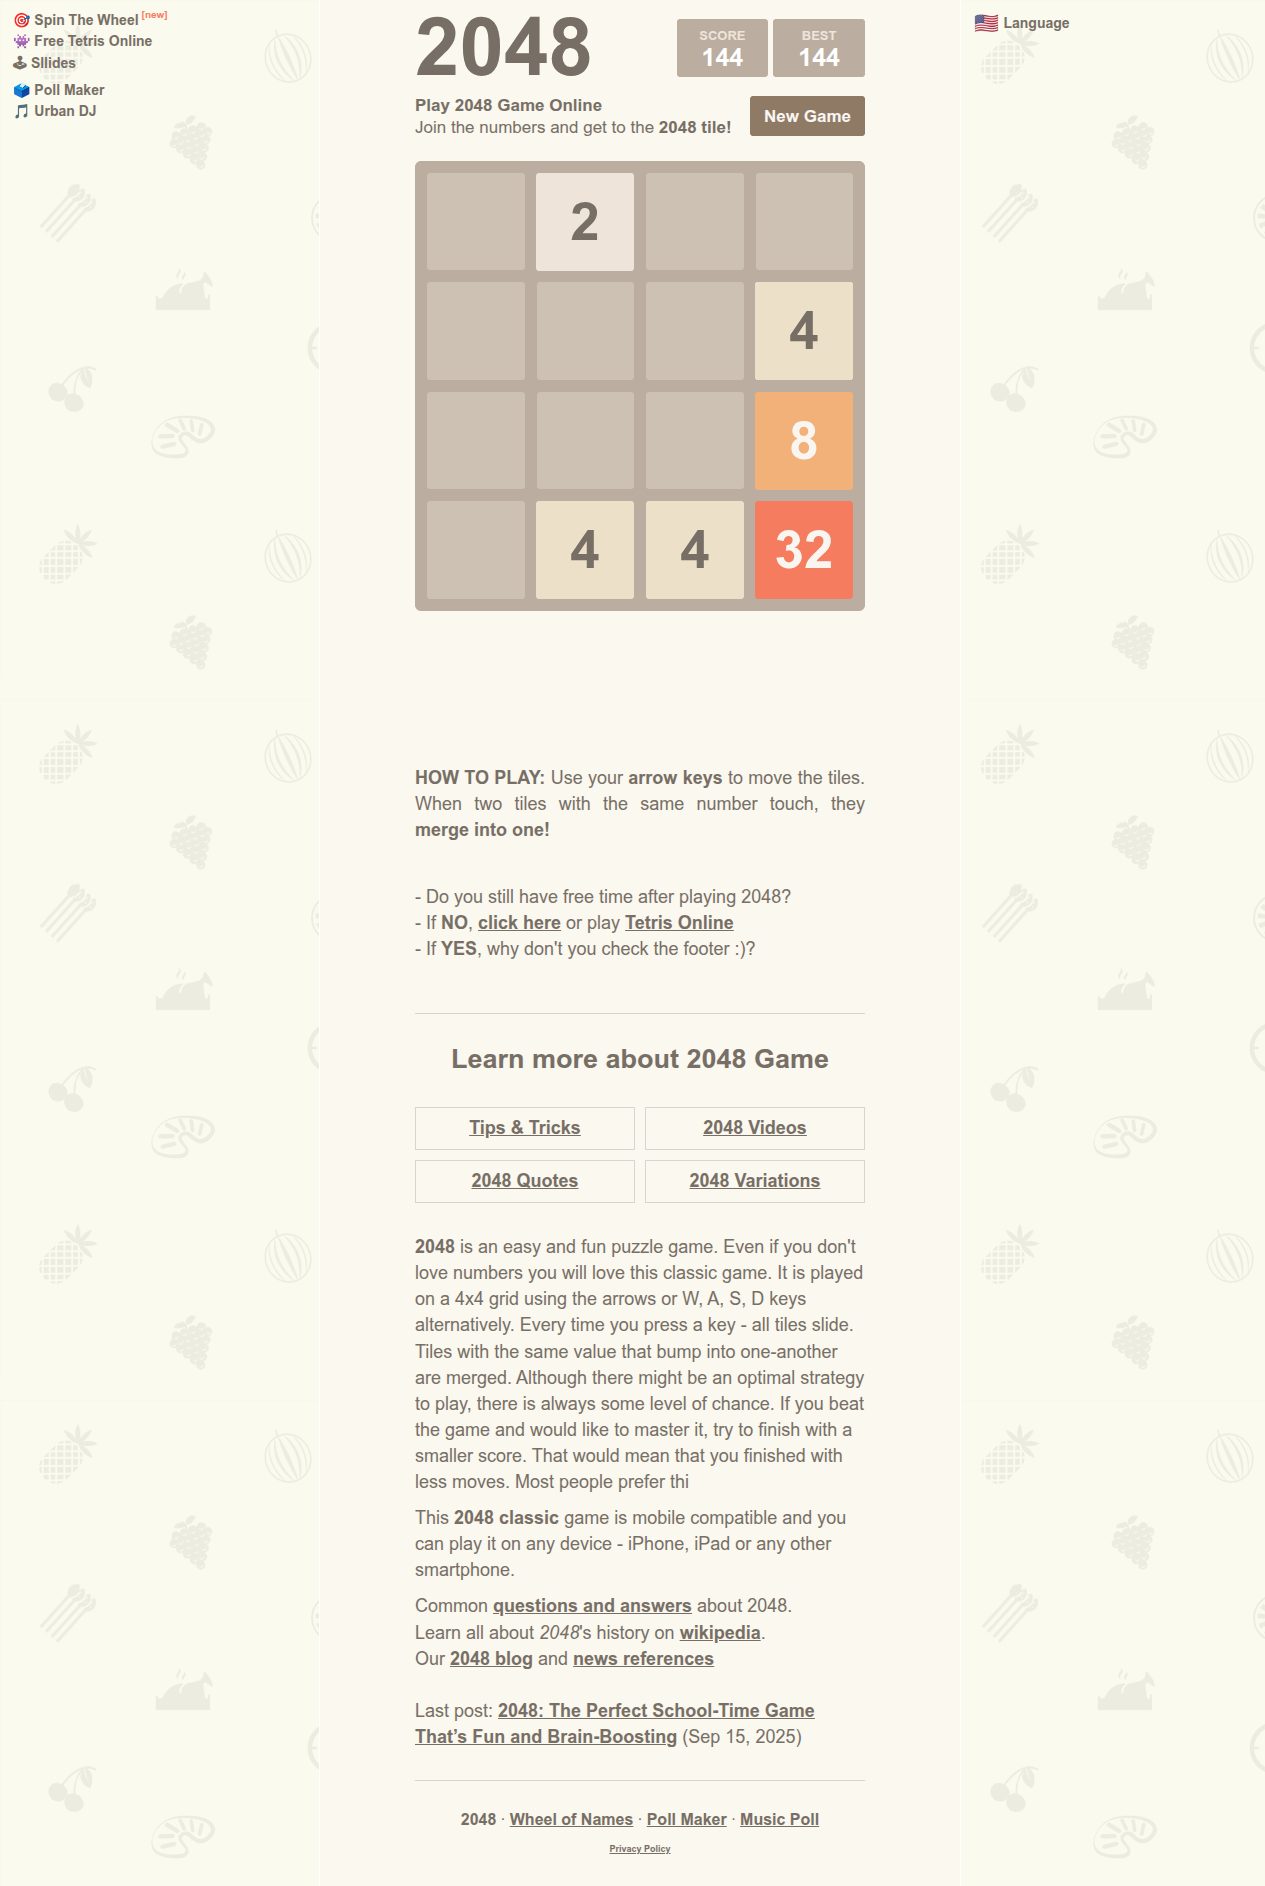 🎯 Spin The Wheel [new]
👾 Free Tetris Online
🕹 Sllides
🗳 Poll Maker
🎵 Urban DJ
🇺🇸 Language
2048
SCORE
144
BEST
144
Play 2048 Game Online
Join the numbers and get to the 2048 tile!
New Game
2
4
8
4 4 32
HOW TO PLAY: Use your arrow keys to move the tiles.
When two tiles with the same number touch, they
merge into one!
- Do you still have free time after playing 2048?
- If NO, click here or play Tetris Online
- If YES, why don't you check the footer :)?
Learn more about 2048 Game
Tips & Tricks
2048 Videos
2048 Quotes
2048 Variations
2048 is an easy and fun puzzle game. Even if you don't
love numbers you will love this classic game. It is played
on a 4x4 grid using the arrows or W, A, S, D keys
alternatively. Every time you press a key - all tiles slide.
Tiles with the same value that bump into one-another
are merged. Although there might be an optimal strategy
to play, there is always some level of chance. If you beat
the game and would like to master it, try to finish with a
smaller score. That would mean that you finished with
less moves. Most people prefer thi
This 2048 classic game is mobile compatible and you
can play it on any device - iPhone, iPad or any other
smartphone.
Common questions and answers about 2048.
Learn all about 2048's history on wikipedia.
Our 2048 blog and news references
Last post: 2048: The Perfect School-Time Game
That’s Fun and Brain-Boosting (Sep 15, 2025)
2048 · Wheel of Names · Poll Maker · Music Poll
Privacy Policy